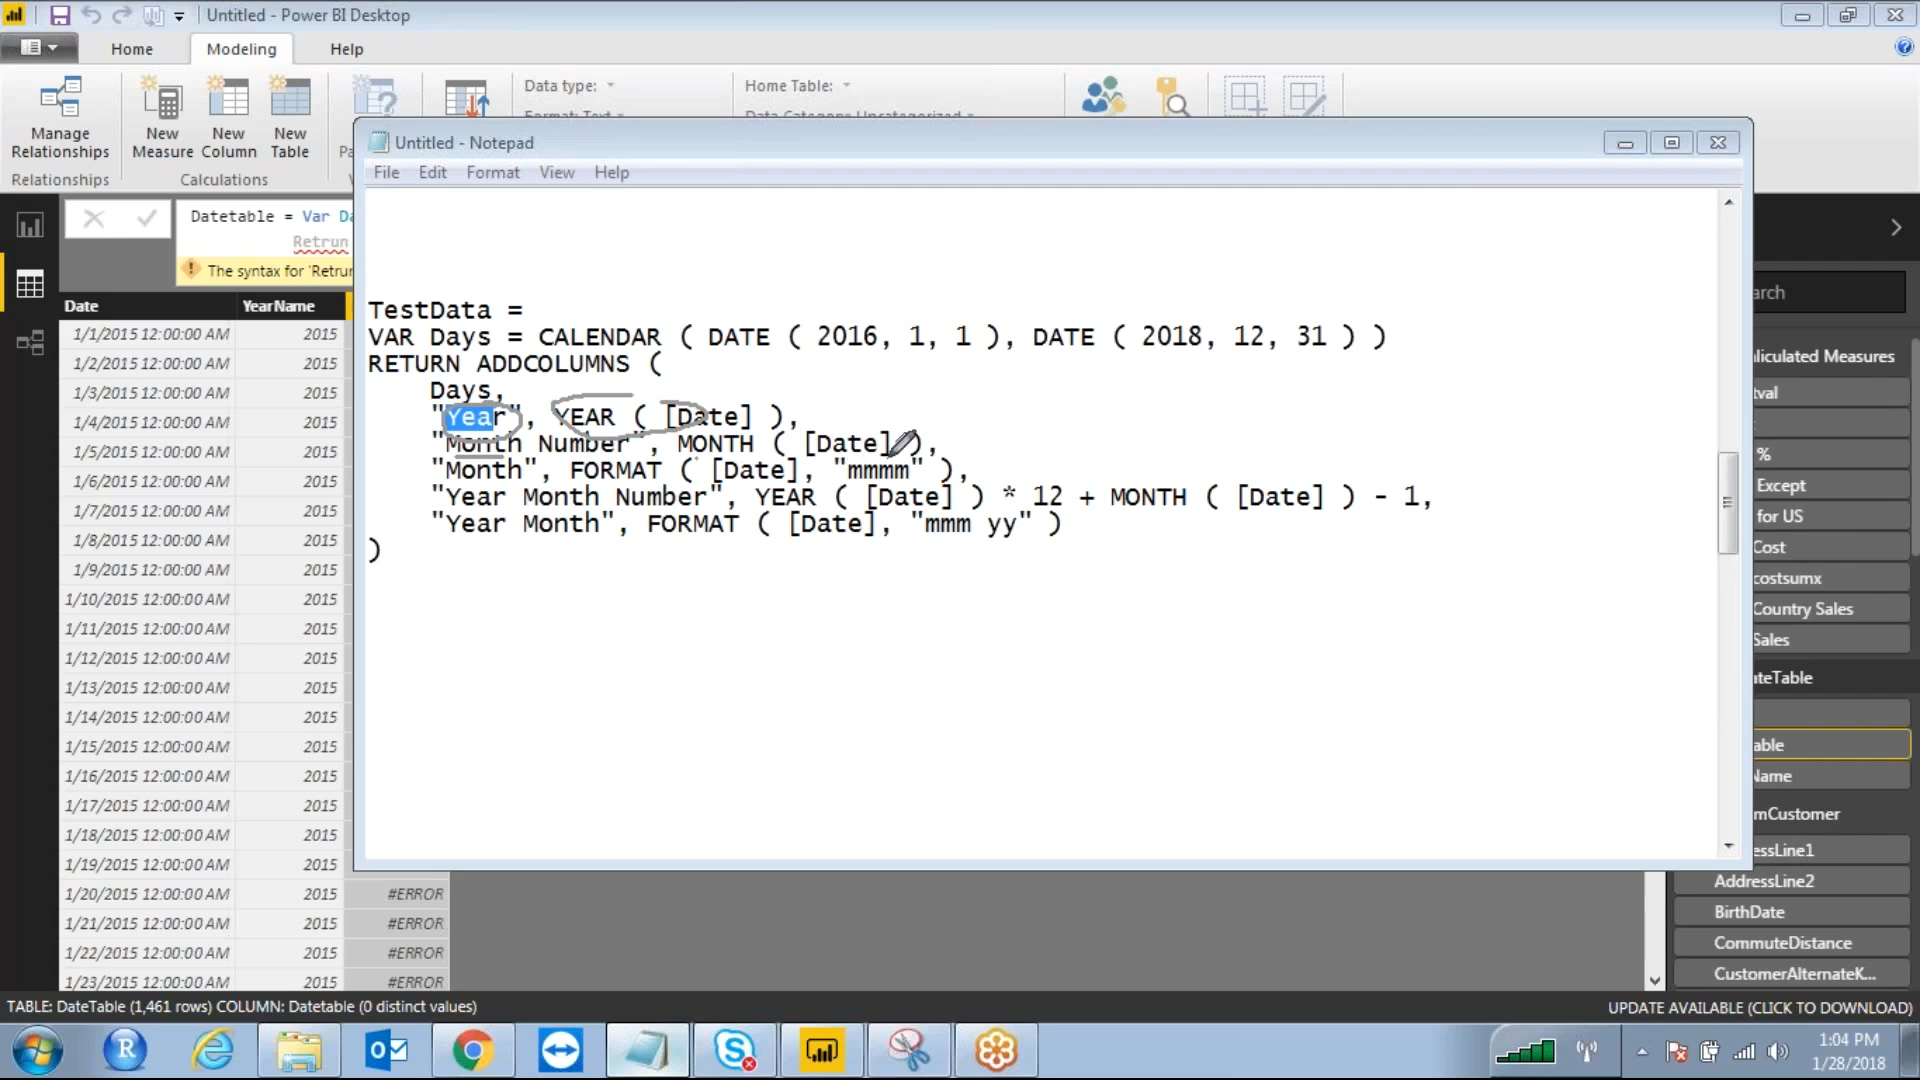 Untitled - Power BI Desktop
Home Modeling Help
Data type:
Home Table:
Manage Relationships
New Measure
New Column
New Table
Relationships
Calculations
Untitled - Notepad
File Edit Format View Help
Datetable = Var
Retrun
The syntax for 'Retrun
Date YearName
1/1/2015 12:00:00 AM 2015
1/2/2015 12:00:00 AM 2015
1/3/2015 12:00:00 AM 2015
1/4/2015 12:00:00 AM 2015
1/5/2015 12:00:00 AM 2015
1/6/2015 12:00:00 AM 2015
1/7/2015 12:00:00 AM 2015
1/8/2015 12:00:00 AM 2015
1/9/2015 12:00:00 AM 2015
1/10/2015 12:00:00 AM 2015
1/11/2015 12:00:00 AM 2015
1/12/2015 12:00:00 AM 2015
1/13/2015 12:00:00 AM 2015
1/14/2015 12:00:00 AM 2015
1/15/2015 12:00:00 AM 2015
1/16/2015 12:00:00 AM 2015
1/17/2015 12:00:00 AM 2015
1/18/2015 12:00:00 AM 2015
1/19/2015 12:00:00 AM 2015
1/20/2015 12:00:00 AM 2015 #ERROR
1/21/2015 12:00:00 AM 2015 #ERROR
1/22/2015 12:00:00 AM 2015 #ERROR
1/23/2015 12:00:00 AM 2015 #ERROR
TestData =
VAR Days = CALENDAR ( DATE ( 2016, 1, 1 ), DATE ( 2018, 12, 31 ) )
RETURN ADDCOLUMNS (
Days,
"Year", YEAR ( [Date] ),
"Month Number", MONTH ( [Date] ),
"Month", FORMAT ( [Date], "mmmm" ),
"Year Month Number", YEAR ( [Date] ) * 12 + MONTH ( [Date] ) - 1,
"Year Month", FORMAT ( [Date], "mmm yy" )
)
arch
lliculated Measures
tval
%
Except
for US
Cost
costsumx
Country Sales
Sales
ateTable
able
Name
mCustomer
essLine1
AddressLine2
BirthDate
CommuteDistance
CustomerAlternateK...
TABLE: DateTable (1,461 rows) COLUMN: Datetable (0 distinct values)
UPDATE AVAILABLE (CLICK TO DOWNLOAD)
1:04 PM
1/28/2018